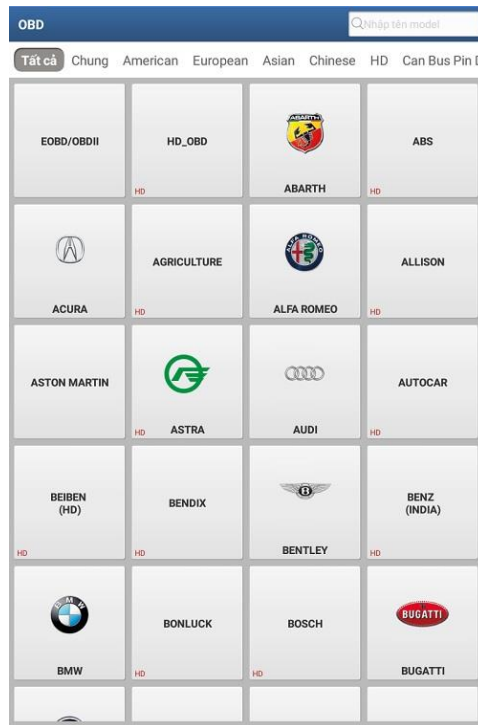 OBD
Nhập tên model
Tất cả Chung American European Asian Chinese HD Can Bus Pin
EOBD/OBDII
HD_OBD
HD
ABARTH
ABARTH
ABS
HD
ACURA
AGRICULTURE
HD
ALFA ROMEO
ALFA ROMEO
ALLISON
HD
ASTON MARTIN
HD ASTRA
AUDI
AUTOCAR
HD
BEIBEN
(HD)
HD
BENDIX
HD
B
BENTLEY
BENZ
(INDIA)
HD
BMW
BMW
BONLUCK
HD
BOSCH
HD
BUGATTI
BUGATTI